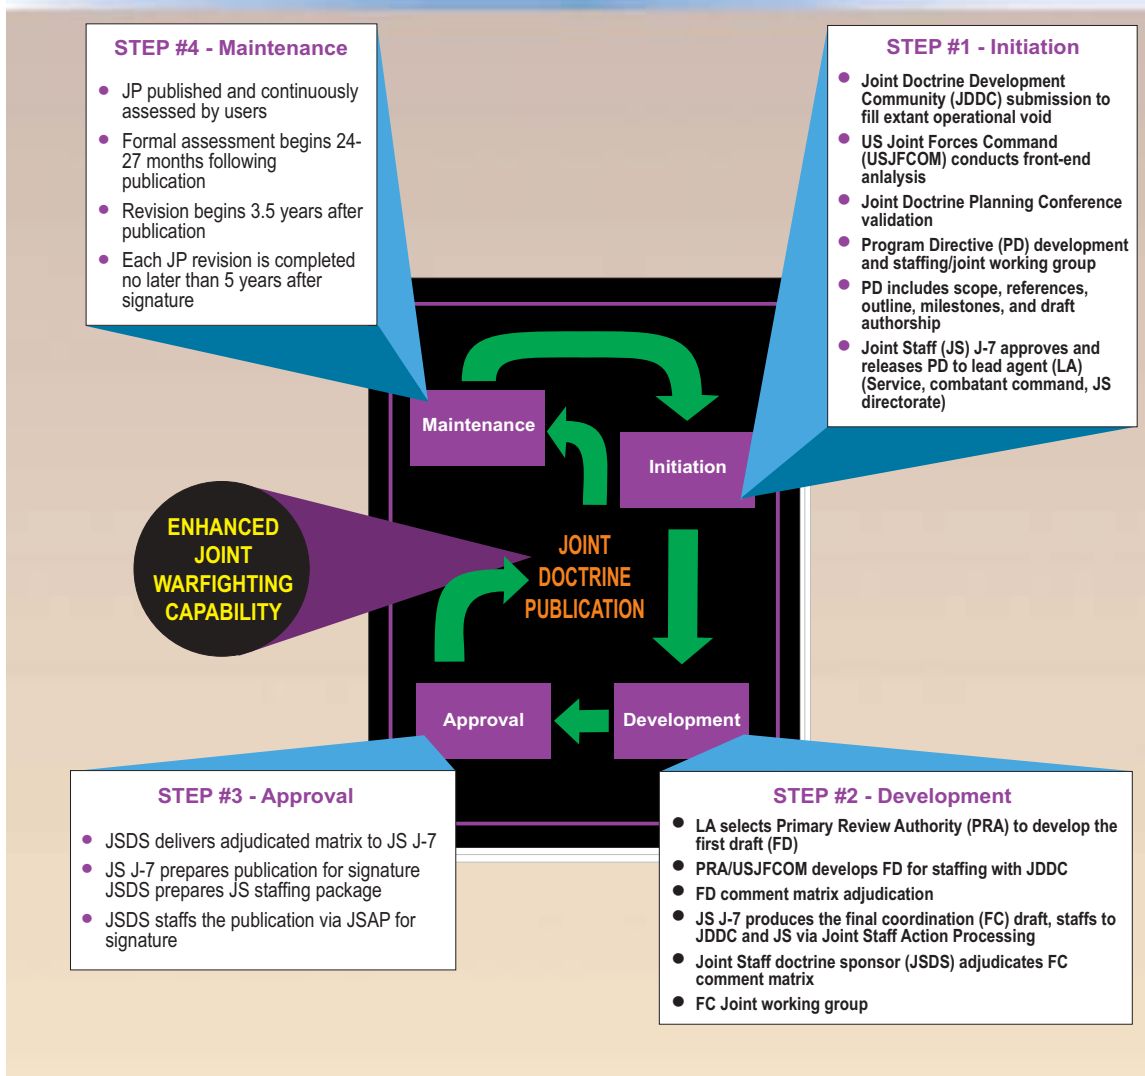 STEP #4 - Maintenance
• JP published and continuously
assessed by users
• Formal assessment begins 24-
27 months following
publication
• Revision begins 3.5 years after
publication
• Each JP revision is completed
no later than 5 years after
signature
STEP #1 - Initiation
• Joint Doctrine Development
Community (JDDC) submission to
fill extant operational void
• US Joint Forces Command
(USJFCOM) conducts front-end
anlalysis
• Joint Doctrine Planning Conference
validation
• Program Directive (PD) development
and staffing/joint working group
• PD includes scope, references,
outline, milestones, and draft
authorship
• Joint Staff (JS) J-7 approves and
releases PD to lead agent (LA)
(Service, combatant command, JS
directorate)
Maintenance
Initiation
ENHANCED
JOINT
WARFIGHTING
CAPABILITY
JOINT
DOCTRINE
PUBLICATION
Approval
Development
STEP #3 - Approval
• JSDS delivers adjudicated matrix to JS J-7
• JS J-7 prepares publication for signature
JSDS prepares JS staffing package
• JSDS staffs the publication via JSAP for
signature
STEP #2 - Development
• LA selects Primary Review Authority (PRA) to develop the
first draft (FD)
• PRA/USJFCOM develops FD for staffing with JDDC
• FD comment matrix adjudication
• JS J-7 produces the final coordination (FC) draft, staffs to
JDDC and JS via Joint Staff Action Processing
• Joint Staff doctrine sponsor (JSDS) adjudicates FC
comment matrix
• FC Joint working group